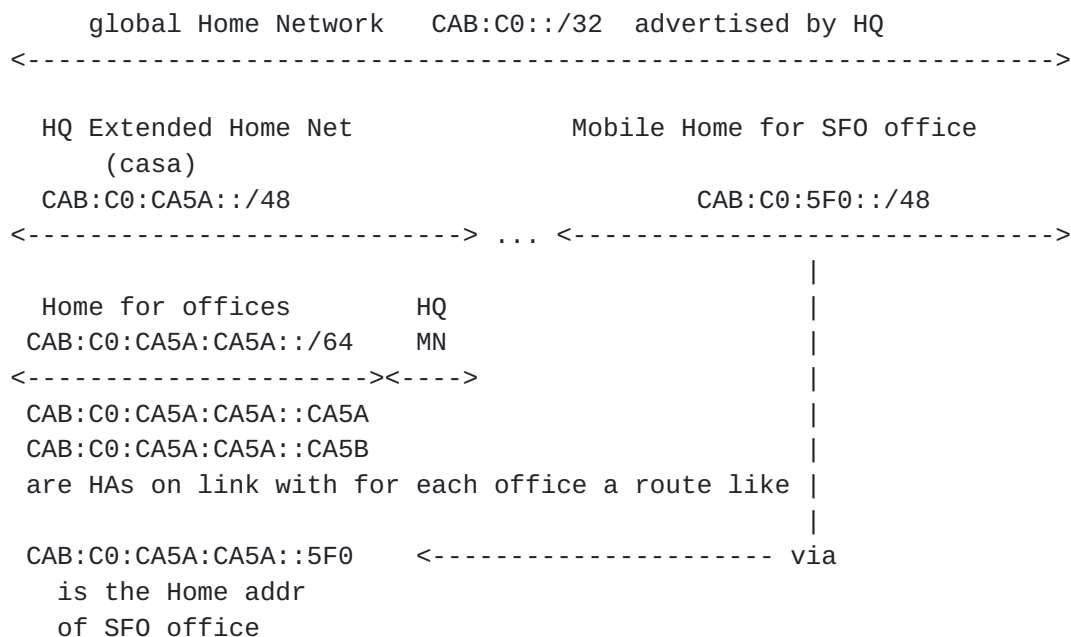 global Home Network   CAB:C0::/32  advertised by HQ
<------------------------------------------------------------------>
HQ Extended Home Net              Mobile Home for SFO office
(casa)
CAB:C0:CA5A::/48                          CAB:C0:5F0::/48
<----------------------------> ... <------------------------------->
|
Home for offices       HQ                       |
CAB:C0:CA5A:CA5A::/64    MN                       |
<----------------------><---->                     |
CAB:C0:CA5A:CA5A::CA5A                            |
CAB:C0:CA5A:CA5A::CA5B                            |
are HAs on link with for each office a route like |
|
CAB:C0:CA5A:CA5A::5F0    <---------------------- via
is the Home addr
of SFO office